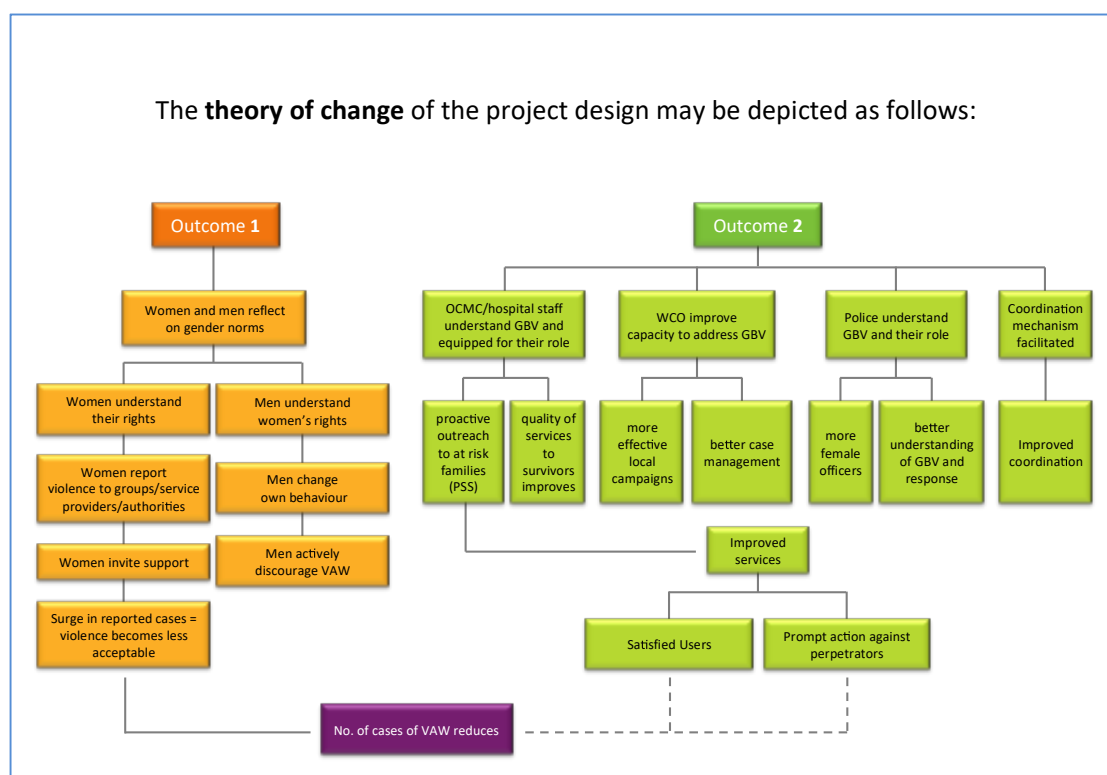 The theory of change of the project design may be depicted as follows:
Outcome 1
Women and men reflect
on gender norms
Women understand
their rights
Women report
violence to groups/service
providers/authorities
Women invite support
Surge in reported cases =
violence becomes less
acceptable
Men understand
women's rights
Men change
own behaviour
Men actively
discourage VAW
Outcome 2
OCMC/hospital staff
understand GBV and
equipped for their role
proactive
outreach
to at risk
families
(PSS)
quality of
services
to
survivors
improves
WCO improve
capacity to address GBV
more
effective
local
campaigns
better case
management
Police understand
GBV and their role
more
female
officers
better
understanding
of GBV and
response
Coordination
mechanism
facilitated
Improved
coordination
Improved
services
Satisfied Users
Prompt action against
perpetrators
No. of cases of VAW reduces